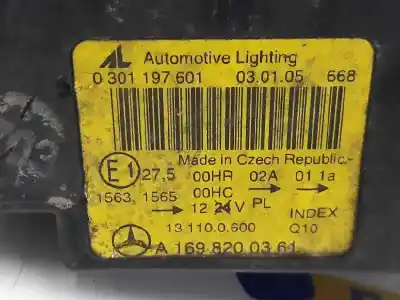 AL Automotive Lighting
0 301 197 601 03.01.05 668
Made in Czech Republic
E1 27,5 00HR 02A 01 1a
1563, 1565 00HC
12 24 V PL INDEX
13 110.0.600 Q10
A 169 820 03 61